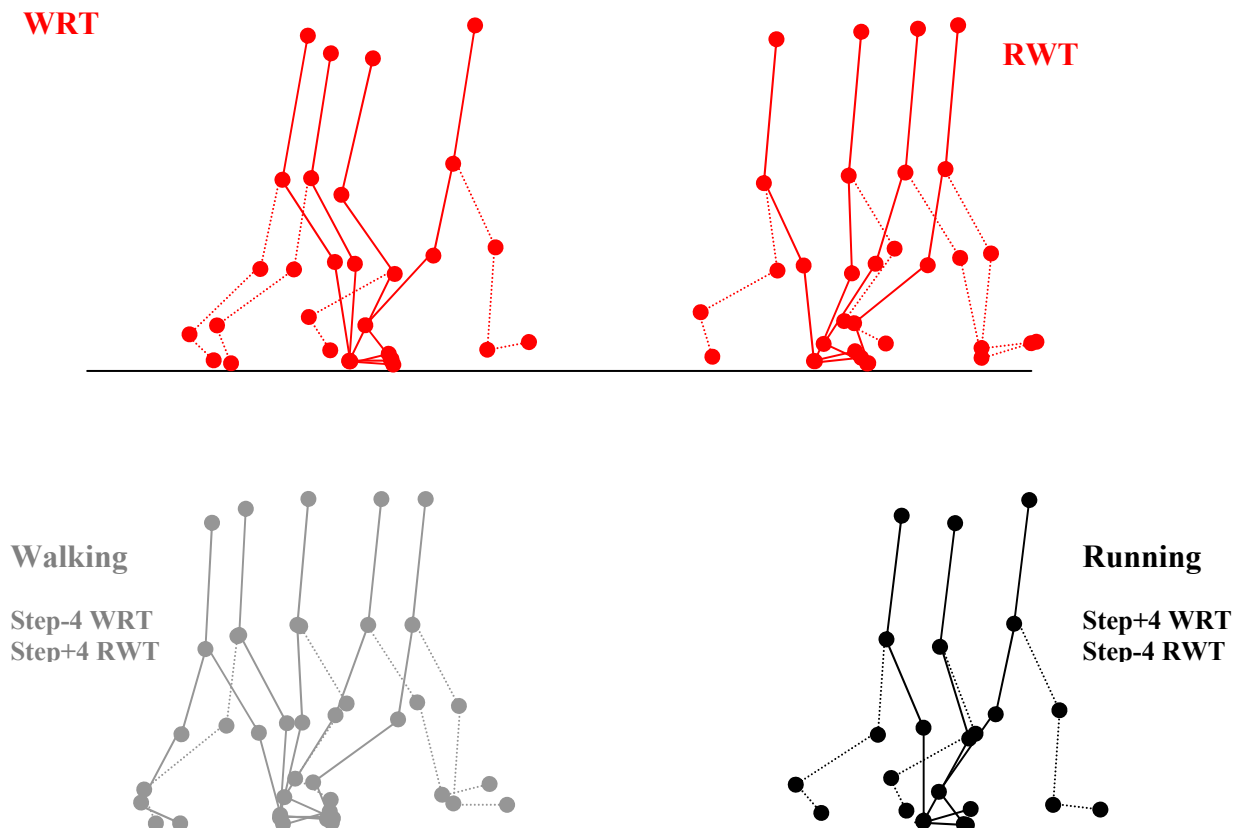 WRT
RWT
Walking
Step-4 WRT
Step+4 RWT
Running
Step+4 WRT
Step-4 RWT